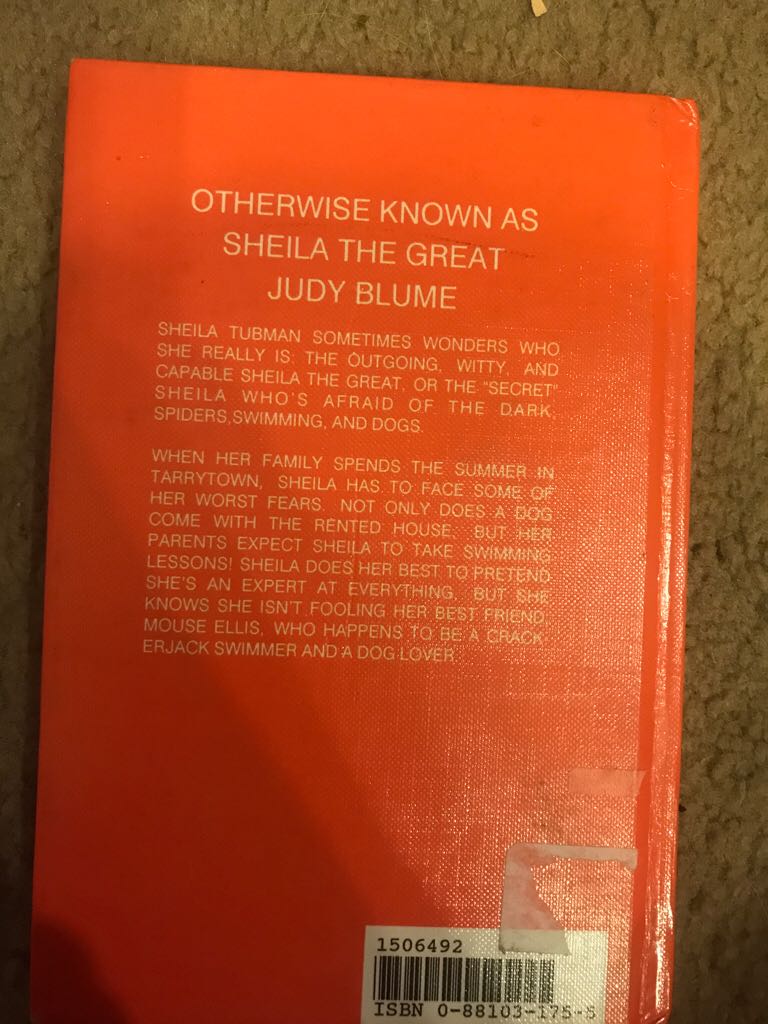 OTHERWISE KNOWN AS
SHEILA THE GREAT
JUDY BLUME
SHEILA TUBMAN SOMETIMES WONDERS WHO
SHE REALLY IS: THE OUTGOING, WITTY, AND
CAPABLE SHEILA THE GREAT, OR THE "SECRET"
SHEILA WHO'S AFRAID OF THE DARK,
SPIDERS,SWIMMING, AND DOGS.
WHEN HER FAMILY SPENDS THE SUMMER IN
TARRYTOWN, SHEILA HAS TO FACE SOME OF
HER WORST FEARS. NOT ONLY DOES A DOG
COME WITH THE RENTED HOUSE, BUT HER
PARENTS EXPECT SHEILA TO TAKE SWIMMING
LESSONS! SHEILA DOES HER BEST TO PRETEND
SHE'S AN EXPERT AT EVERYTHING, BUT SHE
KNOWS SHE ISN'T FOOLING HER BEST FRIEND,
MOUSE ELLIS, WHO HAPPENS TO BE A CRACK-
ERJACK SWIMMER AND A DOG LOVER.
1506492
ISBN 0-88103-175-5